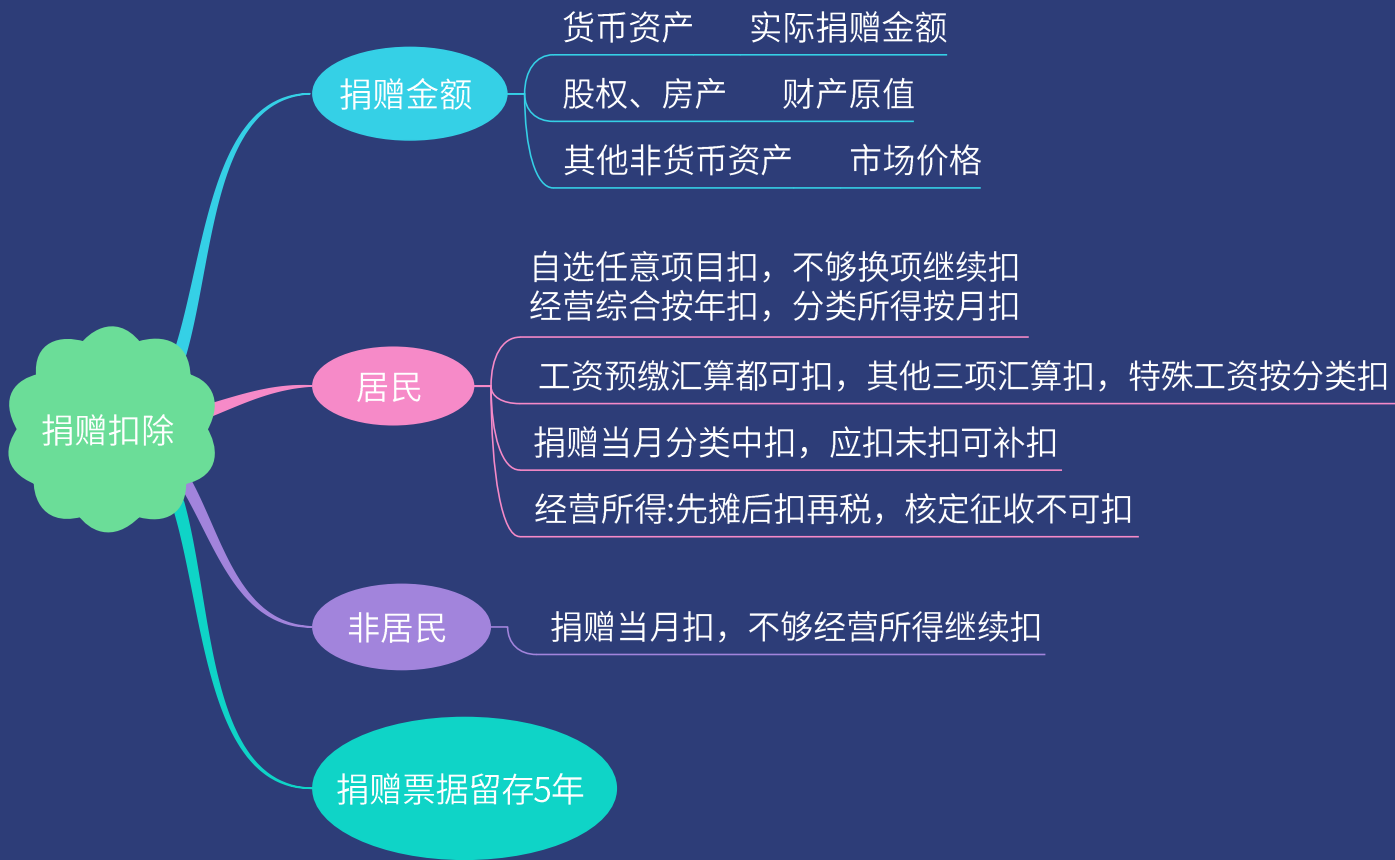 捐赠扣除
捐赠金额
货币资产 实际捐赠金额
股权、房产 财产原值
其他非货币资产 市场价格
居民
自选任意项目扣，不够换项继续扣
经营综合按年扣，分类所得按月扣
工资预缴汇算都可扣，其他三项汇算扣，特殊工资按分类扣
捐赠当月分类中扣，应扣未扣可补扣
经营所得:先摊后扣再税，核定征收不可扣
非居民
捐赠当月扣，不够经营所得继续扣
捐赠票据留存5年